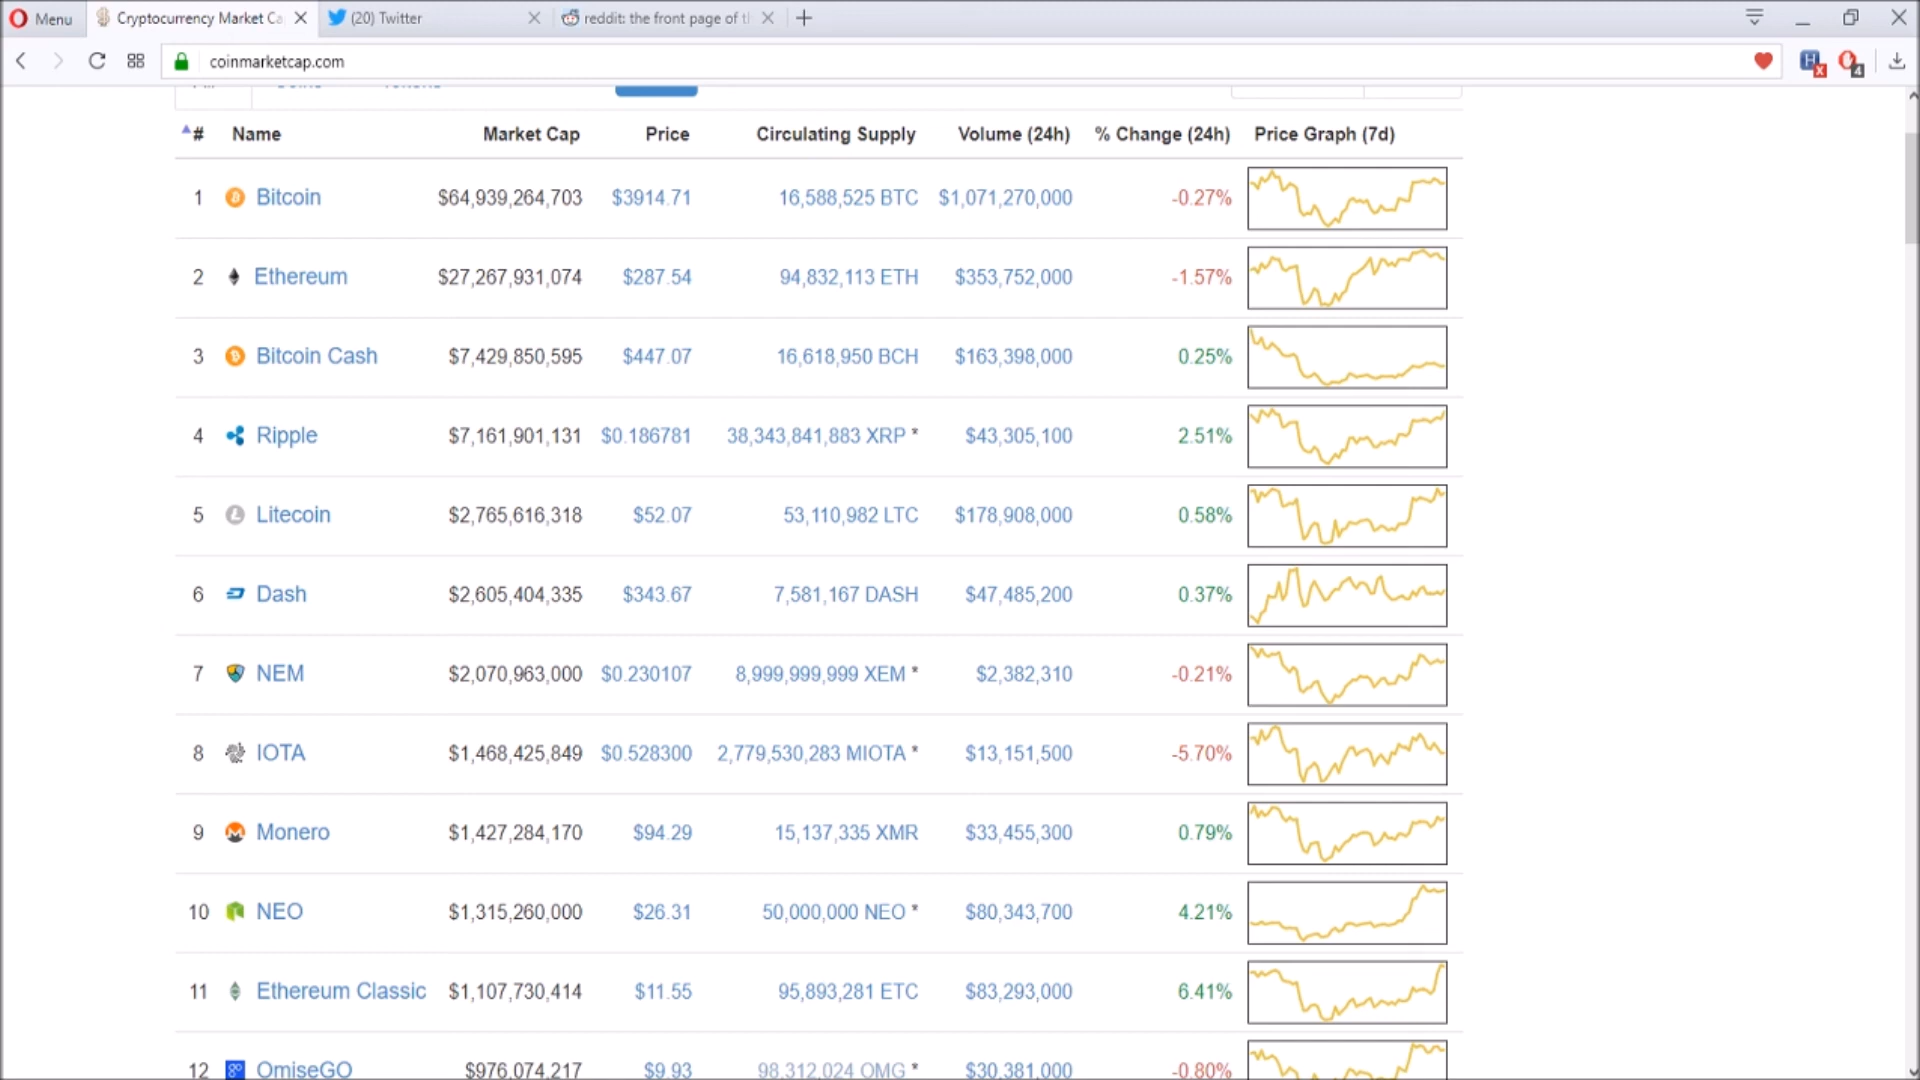 Menu
Cryptocurrency Market Ca
(20) Twitter
reddit: the front page of t
coinmarketcap.com
4
# Name Market Cap Price Circulating Supply Volume (24h) % Change (24h) Price Graph (7d)
1 Bitcoin $64,939,264,703 $3914.71 16,588,525 BTC $1,071,270,000 -0.27%
2 Ethereum $27,267,931,074 $287.54 94,832,113 ETH $353,752,000 -1.57%
3 Bitcoin Cash $7,429,850,595 $447.07 16,618,950 BCH $163,398,000 0.25%
4 Ripple $7,161,901,131 $0.186781 38,343,841,883 XRP * $43,305,100 2.51%
5 Litecoin $2,765,616,318 $52.07 53,110,982 LTC $178,908,000 0.58%
6 Dash $2,605,404,335 $343.67 7,581,167 DASH $47,485,200 0.37%
7 NEM $2,070,963,000 $0.230107 8,999,999,999 XEM * $2,382,310 -0.21%
8 IOTA $1,468,425,849 $0.528300 2,779,530,283 MIOTA * $13,151,500 -5.70%
9 Monero $1,427,284,170 $94.29 15,137,335 XMR $33,455,300 0.79%
10 NEO $1,315,260,000 $26.31 50,000,000 NEO * $80,343,700 4.21%
11 Ethereum Classic $1,107,730,414 $11.55 95,893,281 ETC $83,293,000 6.41%
12 OmiseGO $976,074,217 $9.93 98,312,024 OMG * $30,381,000 -0.80%